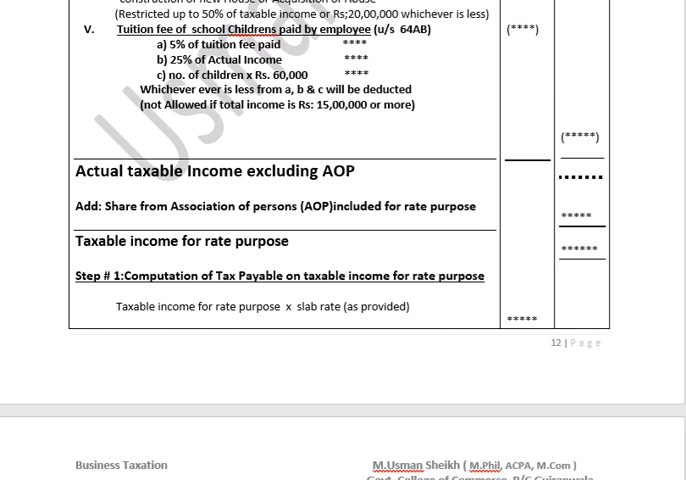 (Restricted up to 50% of taxable income or Rs;20,00,000 whichever is less)
V. Tuition fee of school Childrens paid by employee (u/s 64AB) (****)
a) 5% of tuition fee paid ****
b) 25% of Actual Income ****
c) no. of children x Rs. 60,000 ****
Whichever ever is less from a, b & c will be deducted
(not Allowed if total income is Rs: 15,00,000 or more)
(*****)
Actual taxable Income excluding AOP .......
Add: Share from Association of persons (AOP)included for rate purpose *****
Taxable income for rate purpose ******
Step # 1:Computation of Tax Payable on taxable income for rate purpose
Taxable income for rate purpose x slab rate (as provided) *****
12 | P a g e
Business Taxation M.Usman Sheikh ( M.Phil, ACPA, M.Com )
Usman